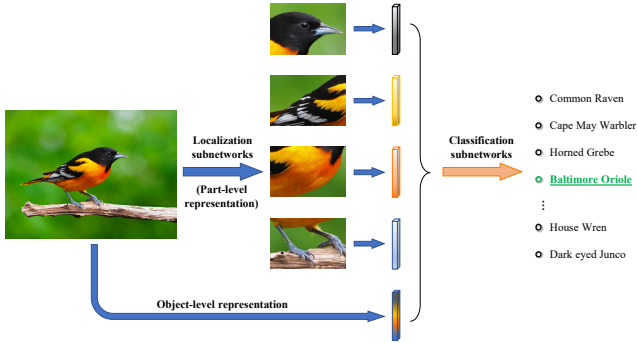 Localization
subnetworks
(Part-level
representation)
Object-level representation
Classification
subnetworks
Common Raven
Cape May Warbler
Horned Grebe
Baltimore Oriole
House Wren
Dark eyed Junco